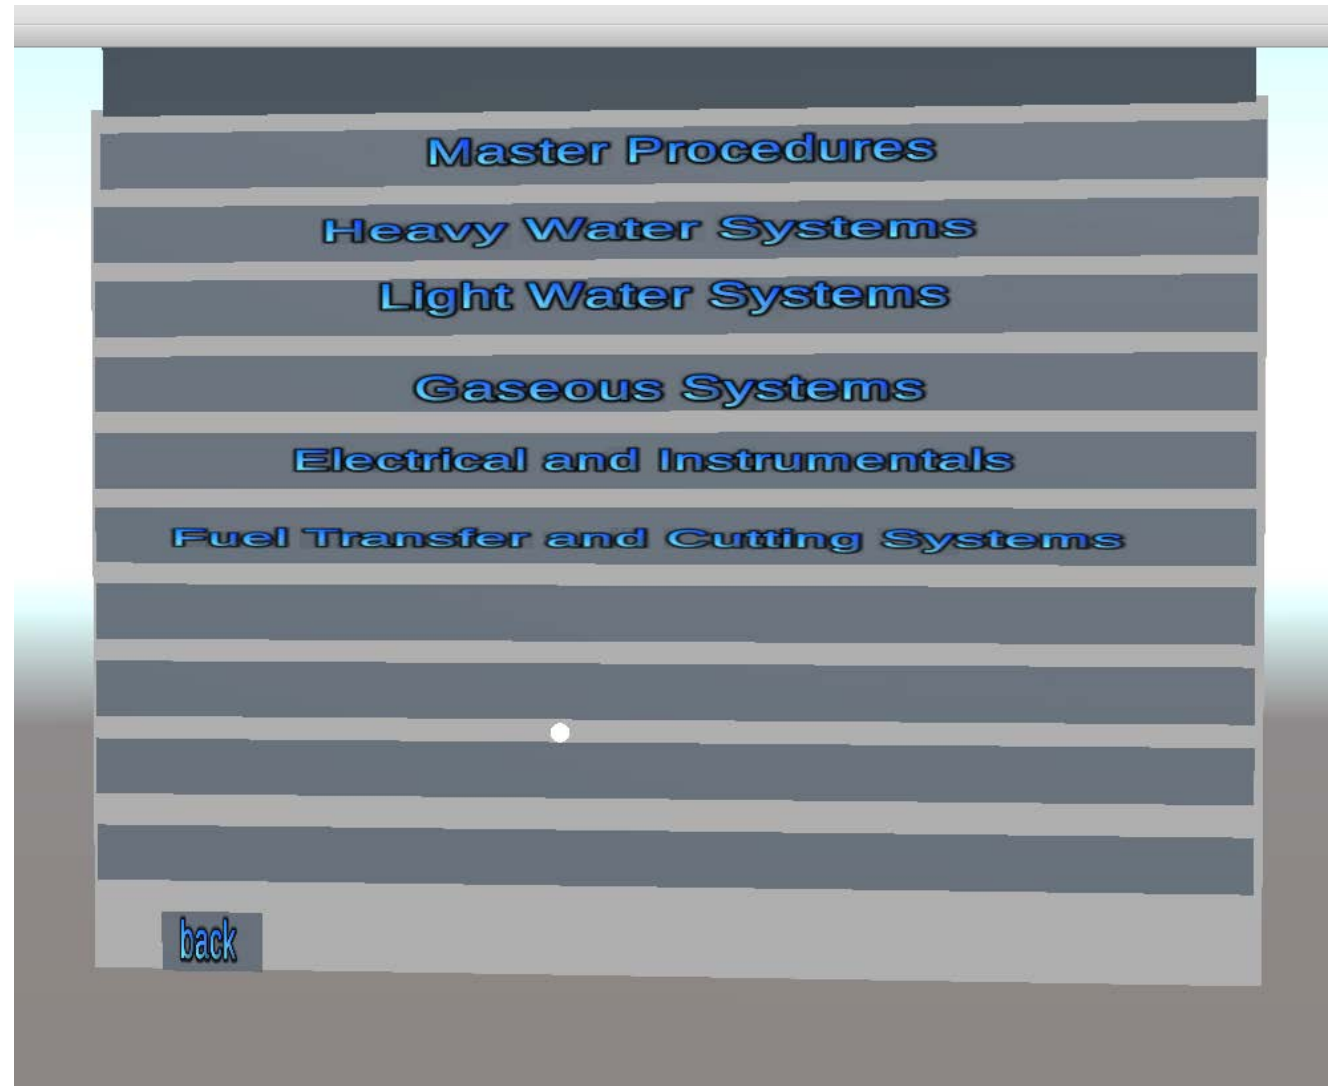 Master Procedures
Heavy Water Systems
Light Water Systems
Gaseous Systems
Electrical and Instrumentals
Fuel Transfer and Cutting Systems
back